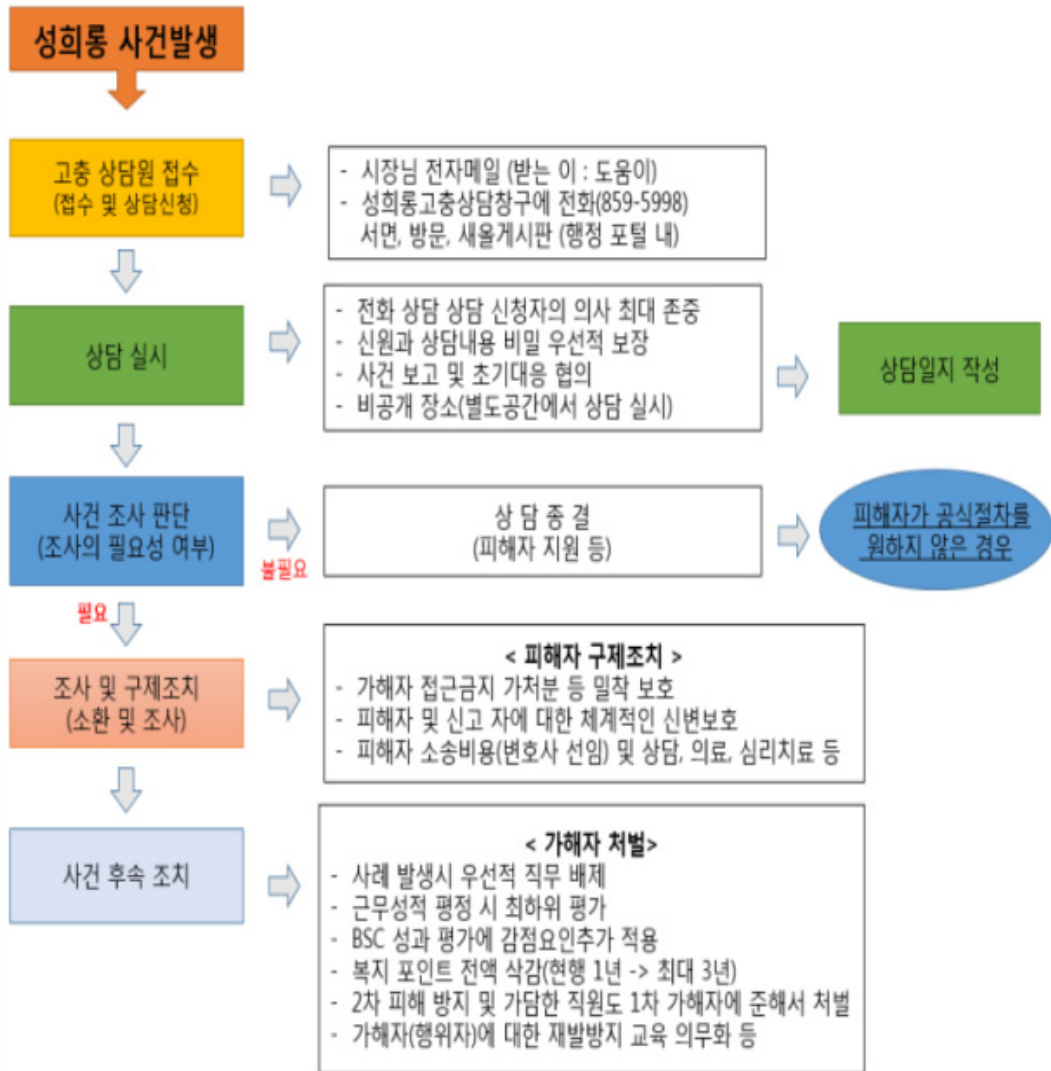 성희롱 사건발생
고충 상담원 접수
(접수 및 상담신청)
- 시장님 전자메일 (받는 이 : 도움이)
- 성희롱고충상담창구에 전화(859-5998)
서면, 방문, 새올게시판 (행정 포털 내)
상담 실시
- 전화 상담 상담 신청자의 의사 최대 존중
- 신원과 상담내용 비밀 우선적 보장
- 사건 보고 및 초기대응 협의
- 비공개 장소(별도공간에서 상담 실시)
상담일지 작성
사건 조사 판단
(조사의 필요성 여부)
불필요
상 담 종 결
(피해자 지원 등)
피해자가 공식절차를
원하지 않은 경우
필요
조사 및 구제조치
(소환 및 조사)
< 피해자 구제조치 >
- 가해자 접근금지 가처분 등 밀착 보호
- 피해자 및 신고 자에 대한 체계적인 신변보호
- 피해자 소송비용(변호사 선임) 및 상담, 의료, 심리치료 등
사건 후속 조치
< 가해자 처벌>
- 사례 발생시 우선적 직무 배제
- 근무성적 평정 시 최하위 평가
- BSC 성과 평가에 감점요인추가 적용
- 복지 포인트 전액 삭감(현행 1년 -> 최대 3년)
- 2차 피해 방지 및 가담한 직원도 1차 가해자에 준해서 처벌
- 가해자(행위자)에 대한 재발방지 교육 의무화 등